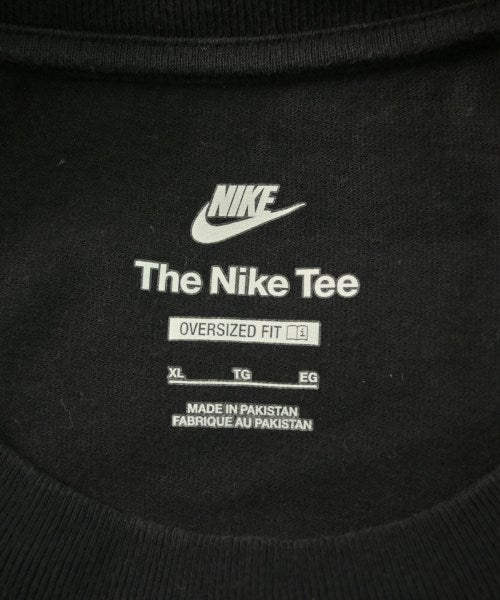 NIKE
The Nike Tee
OVERSIZED FIT
XL TG EG
MADE IN PAKISTAN
FABRIQUE AU PAKISTAN